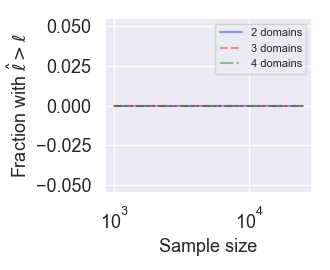 0.050
0.025
0.000
−0.025
−0.050
Fraction with ℓ̂ > ℓ
2 domains
3 domains
4 domains
10³
10⁴
Sample size